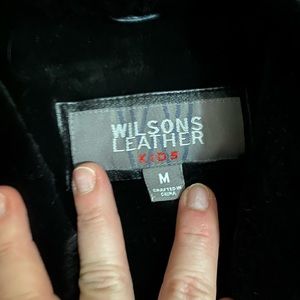 WILSONS
LEATHER
KIDS
M
CRAFTED IN
CHINA